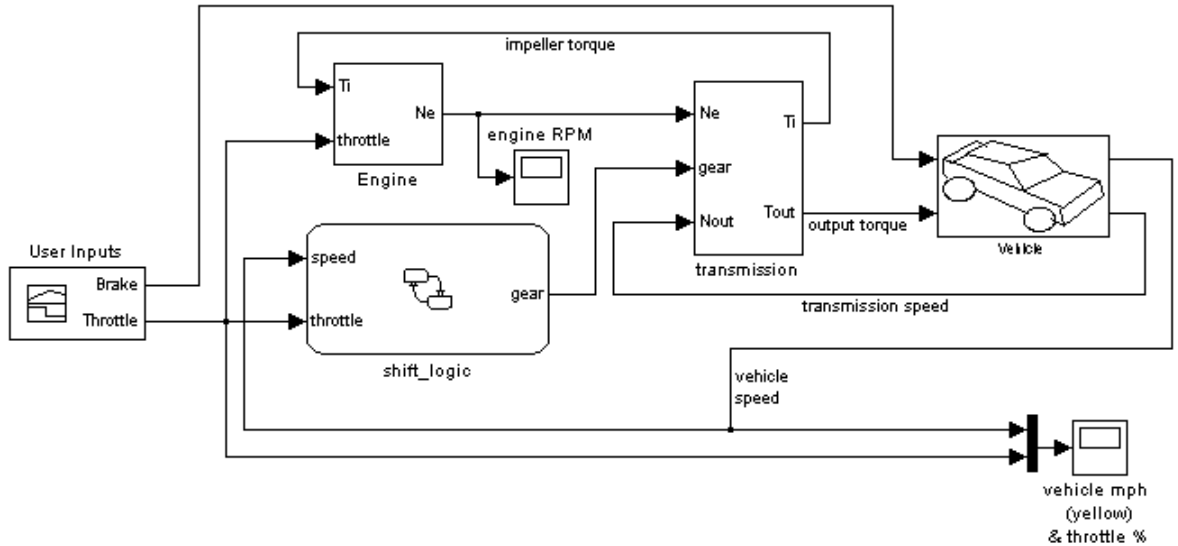 impeller torque
Ti
Ne
throttle
Engine
engine RPM
Ne
Ti
gear
Nout
Tout
transmission
output torque
Vehicle
transmission speed
User Inputs
Brake
Throttle
speed
gear
throttle
shift_logic
vehicle
speed
vehicle mph
(yellow)
& throttle %